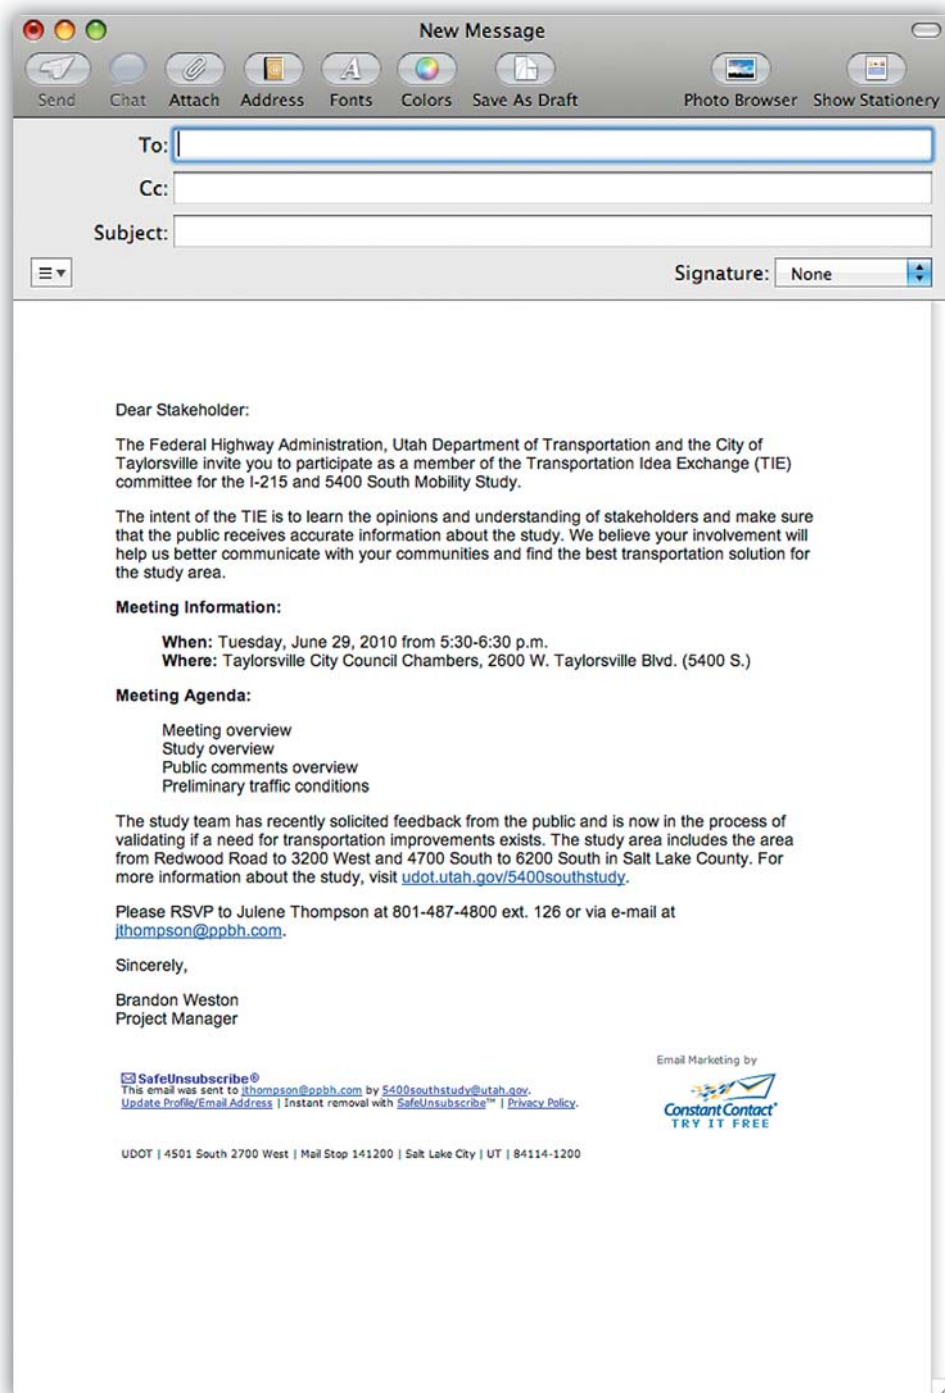 New Message
Send Chat Attach Address Fonts Colors Save As Draft Photo Browser Show Stationery
To:
Cc:
Subject:
Signature: None
Dear Stakeholder:
The Federal Highway Administration, Utah Department of Transportation and the City of
Taylorsville invite you to participate as a member of the Transportation Idea Exchange (TIE)
committee for the I-215 and 5400 South Mobility Study.
The intent of the TIE is to learn the opinions and understanding of stakeholders and make sure
that the public receives accurate information about the study. We believe your involvement will
help us better communicate with your communities and find the best transportation solution for
the study area.
Meeting Information:
When: Tuesday, June 29, 2010 from 5:30-6:30 p.m.
Where: Taylorsville City Council Chambers, 2600 W. Taylorsville Blvd. (5400 S.)
Meeting Agenda:
Meeting overview
Study overview
Public comments overview
Preliminary traffic conditions
The study team has recently solicited feedback from the public and is now in the process of
validating if a need for transportation improvements exists. The study area includes the area
from Redwood Road to 3200 West and 4700 South to 6200 South in Salt Lake County. For
more information about the study, visit udot.utah.gov/5400southstudy.
Please RSVP to Julene Thompson at 801-487-4800 ext. 126 or via e-mail at
jthompson@ppbh.com.
Sincerely,
Brandon Weston
Project Manager
Email Marketing by
SafeUnsubscribe®
This email was sent to jthompson@ppbh.com by 5400southstudy@utah.gov.
Update Profile/Email Address | Instant removal with SafeUnsubscribe™ | Privacy Policy.
Constant Contact®
TRY IT FREE
UDOT | 4501 South 2700 West | Mail Stop 141200 | Salt Lake City | UT | 84114-1200